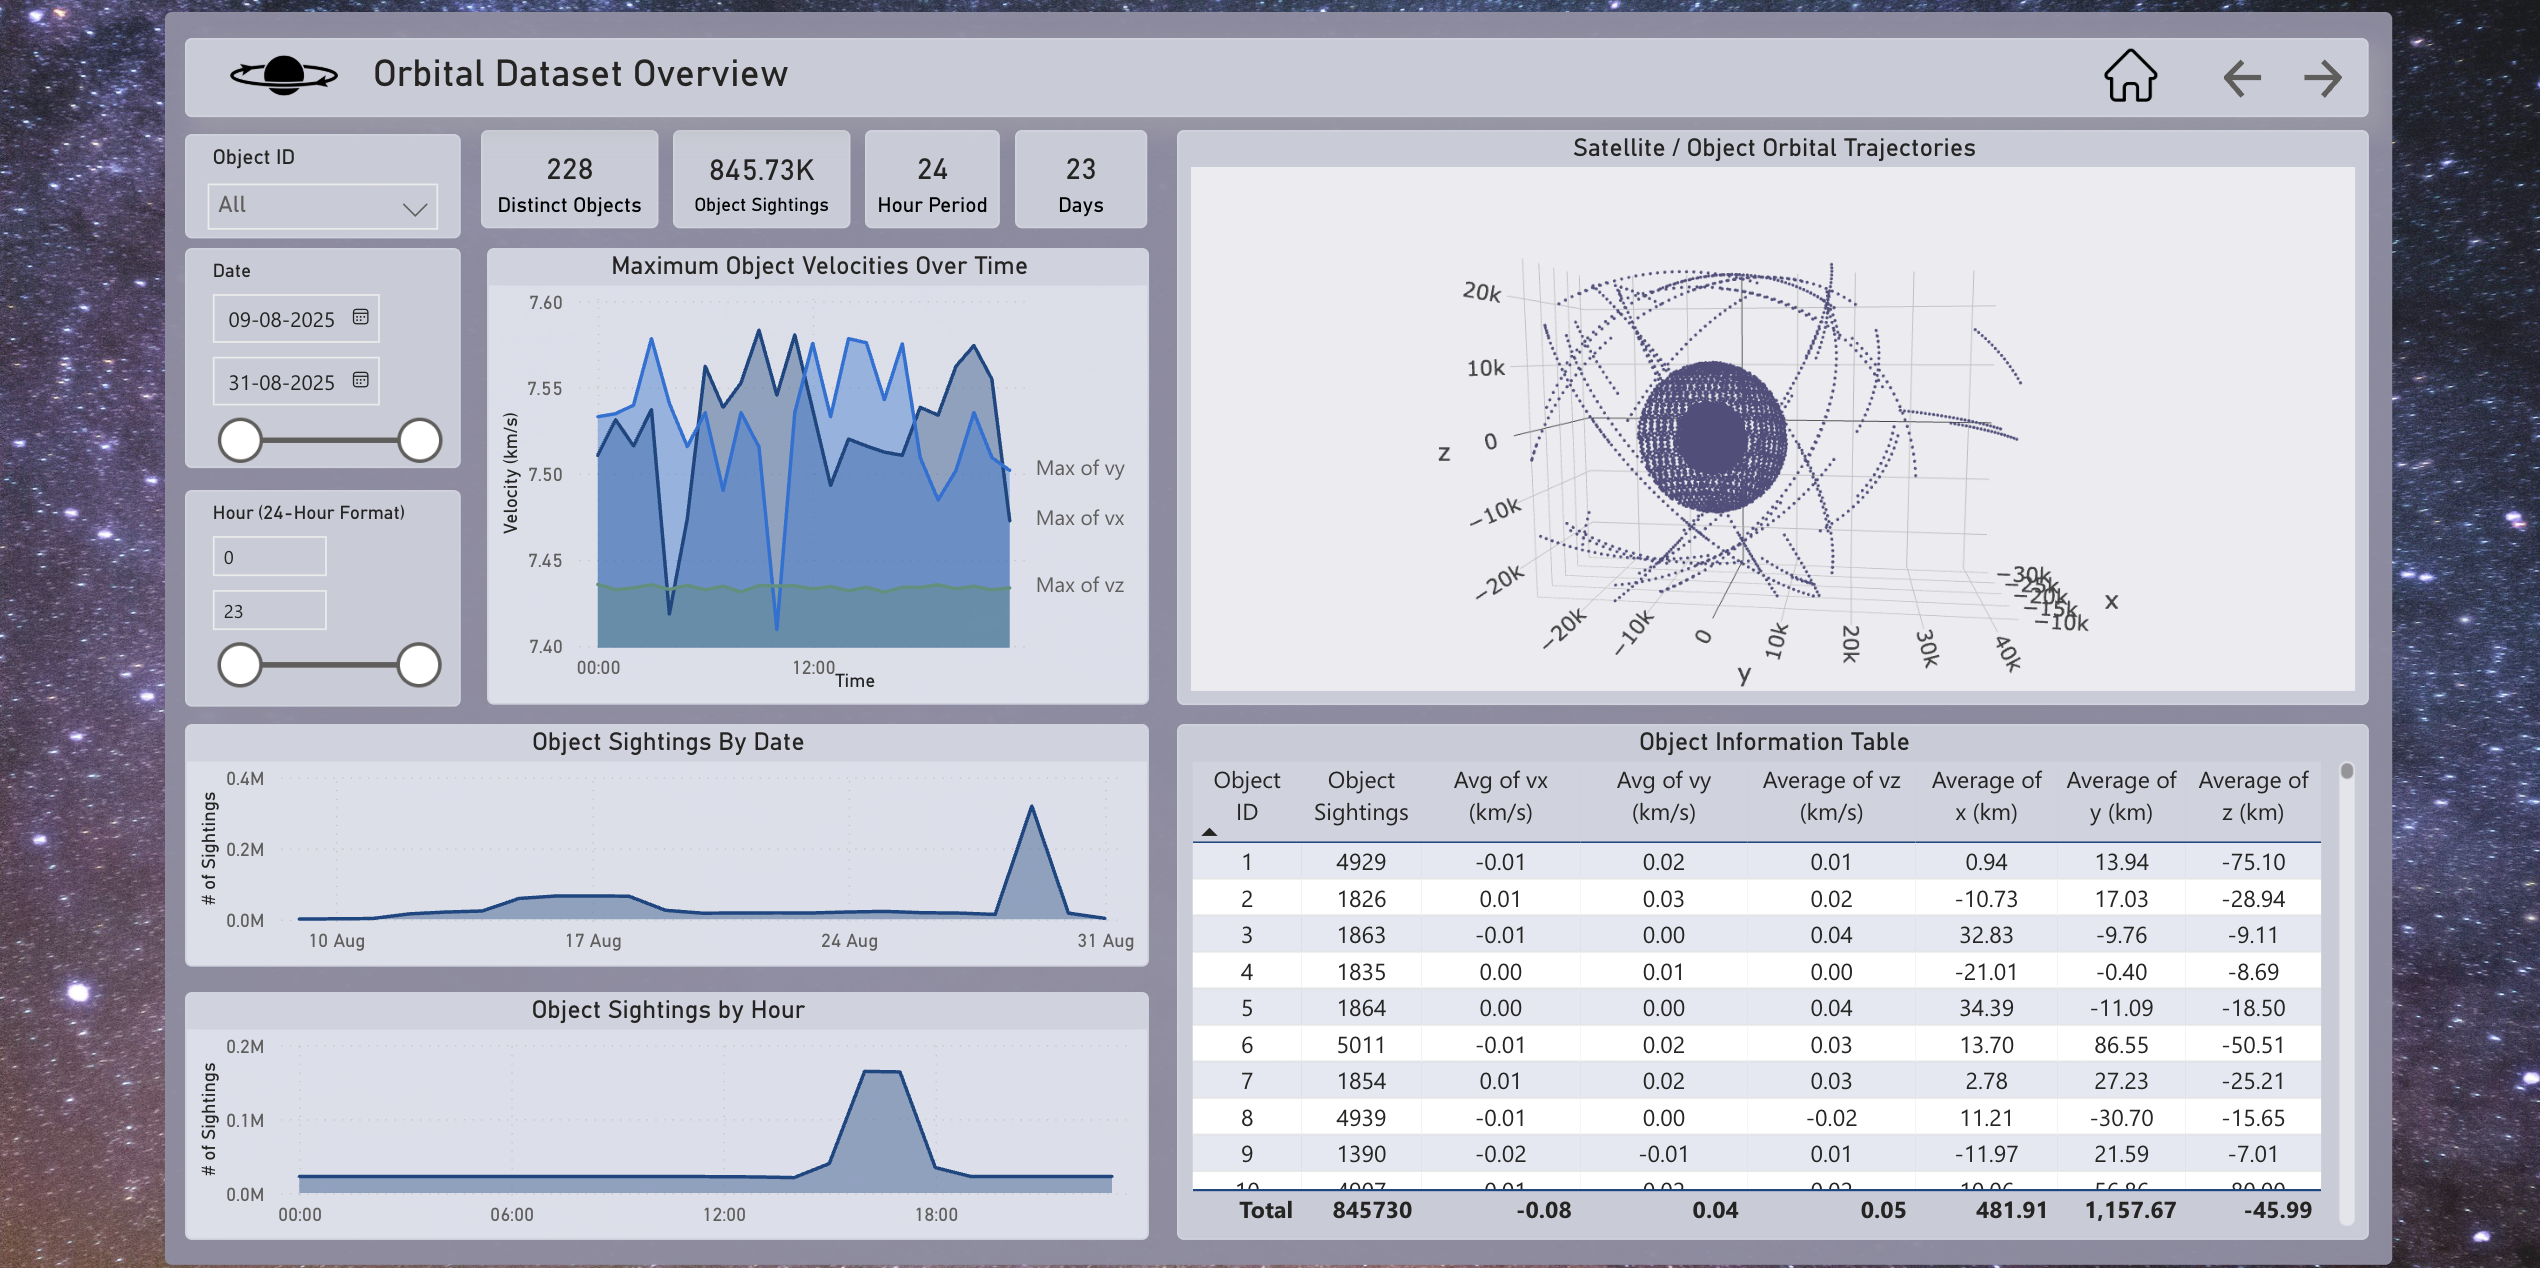 Orbital Dataset Overview
Object ID
All
228
Distinct Objects
845.73K
Object Sightings
24
Hour Period
23
Days
Date
09-08-2025
31-08-2025
Hour (24-Hour Format)
0
23
Maximum Object Velocities Over Time
7.60
7.55
7.50
7.45
7.40
Velocity (km/s)
00:00
12:00
Time
Max of vy
Max of vx
Max of vz
Satellite / Object Orbital Trajectories
20k
10k
0
−10k
−20k
z
−20k
−10k
0
10k
20k
30k
40k
y
−30k
−25k
−20k
−15k
−10k
x
Object Sightings By Date
0.4M
0.2M
0.0M
# of Sightings
10 Aug
17 Aug
24 Aug
31 Aug
Object Sightings by Hour
0.2M
0.1M
0.0M
# of Sightings
00:00
06:00
12:00
18:00
Object Information Table
Object ID Object Sightings Avg of vx (km/s) Avg of vy (km/s) Average of vz (km/s) Average of x (km) Average of y (km) Average of z (km)
1 4929 -0.01 0.02 0.01 0.94 13.94 -75.10
2 1826 0.01 0.03 0.02 -10.73 17.03 -28.94
3 1863 -0.01 0.00 0.04 32.83 -9.76 -9.11
4 1835 0.00 0.01 0.00 -21.01 -0.40 -8.69
5 1864 0.00 0.00 0.04 34.39 -11.09 -18.50
6 5011 -0.01 0.02 0.03 13.70 86.55 -50.51
7 1854 0.01 0.02 0.03 2.78 27.23 -25.21
8 4939 -0.01 0.00 -0.02 11.21 -30.70 -15.65
9 1390 -0.02 -0.01 0.01 -11.97 21.59 -7.01
Total 845730 -0.08 0.04 0.05 481.91 1,157.67 -45.99